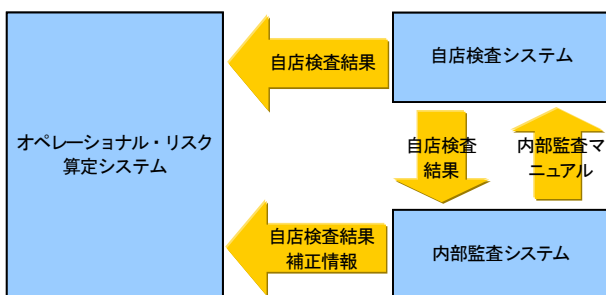 自店検査結果
自店検査システム
オペレーショナル・リスク
算定システム
自店検査
結果
内部監査マ
ニュアル
自店検査結果
補正情報
内部監査システム